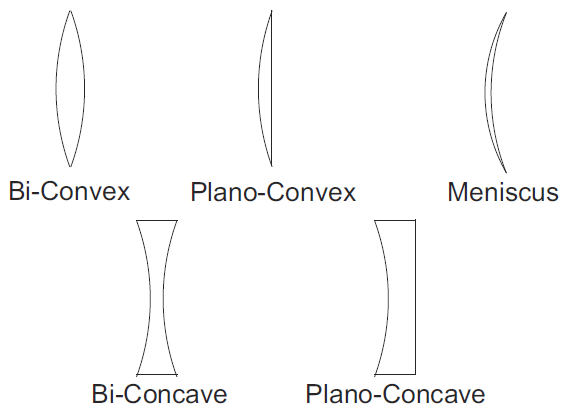 Bi-Convex
Plano-Convex
Meniscus
Bi-Concave
Plano-Concave